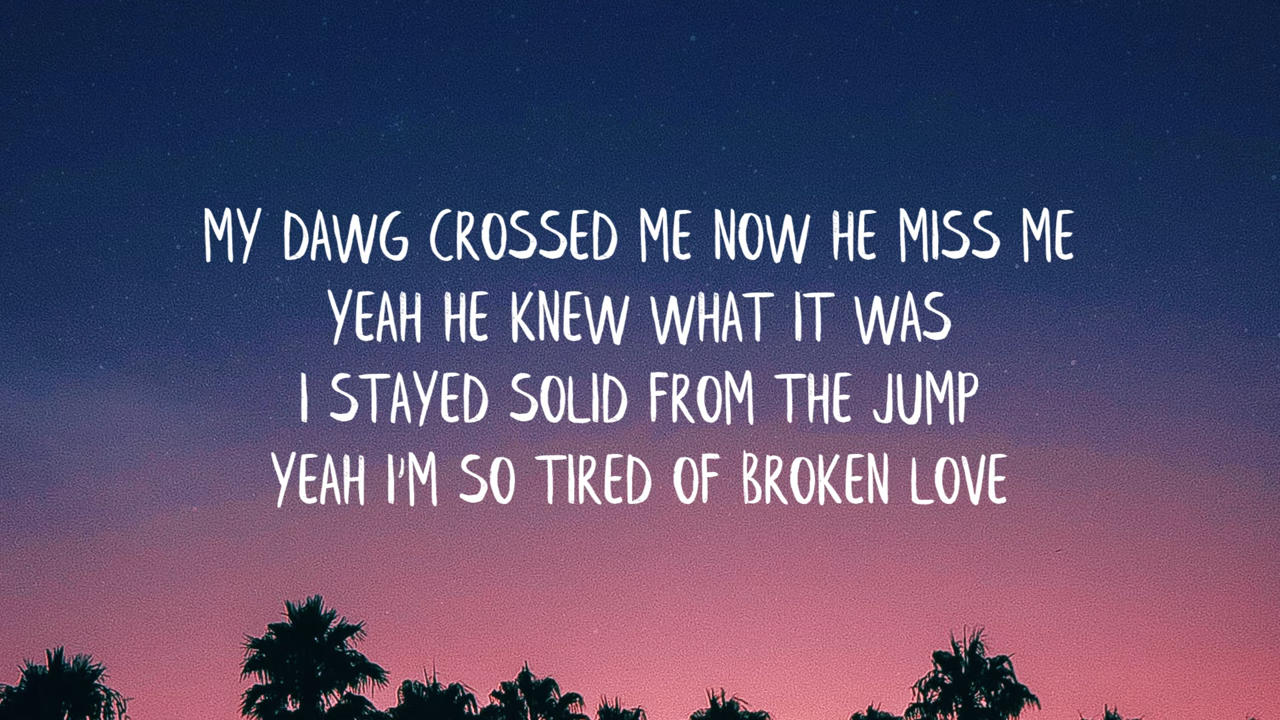 MY DAWG CROSSED ME NOW HE MISS ME
YEAH HE KNEW WHAT IT WAS
I STAYED SOLID FROM THE JUMP
YEAH I'M SO TIRED OF BROKEN LOVE